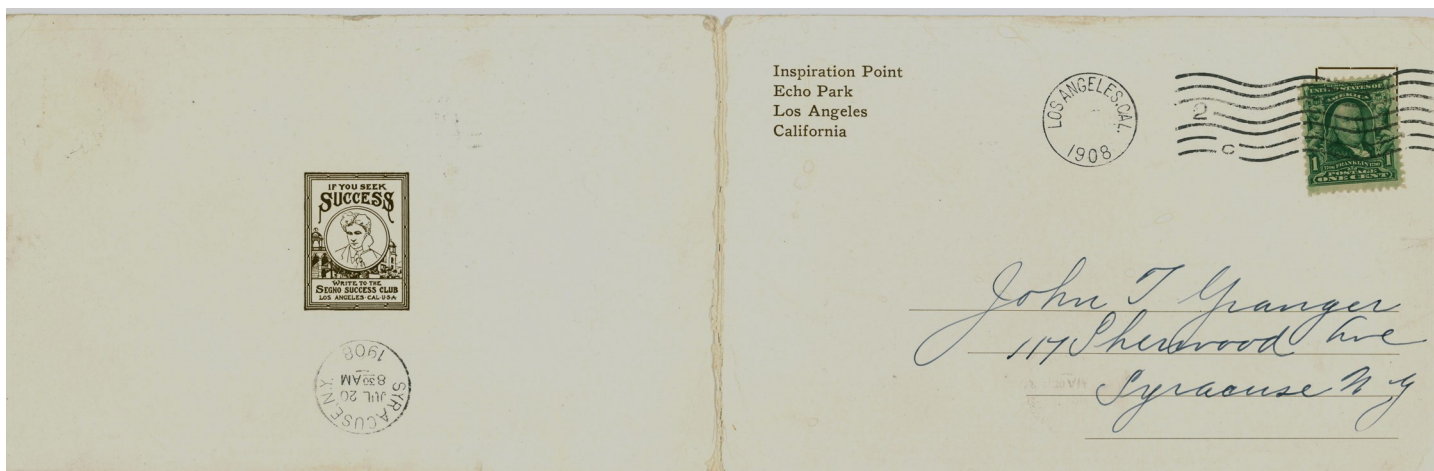 IF YOU SEEK
SUCCESS
WRITE TO THE
SEGNO SUCCESS CLUB
LOS ANGELES·CAL·U·S·A·
SYRACUSE, N.Y.
JUL 20
8 30 AM
1908
Inspiration Point
Echo Park
Los Angeles
California
LOS ANGELES, CAL.
1908
2
C
UNITED STATES OF
AMERICA
1 FRANKLIN 1
POSTAGE
ONE CENT
John T Granger
117 Sherwood Ave
Syracuse N Y